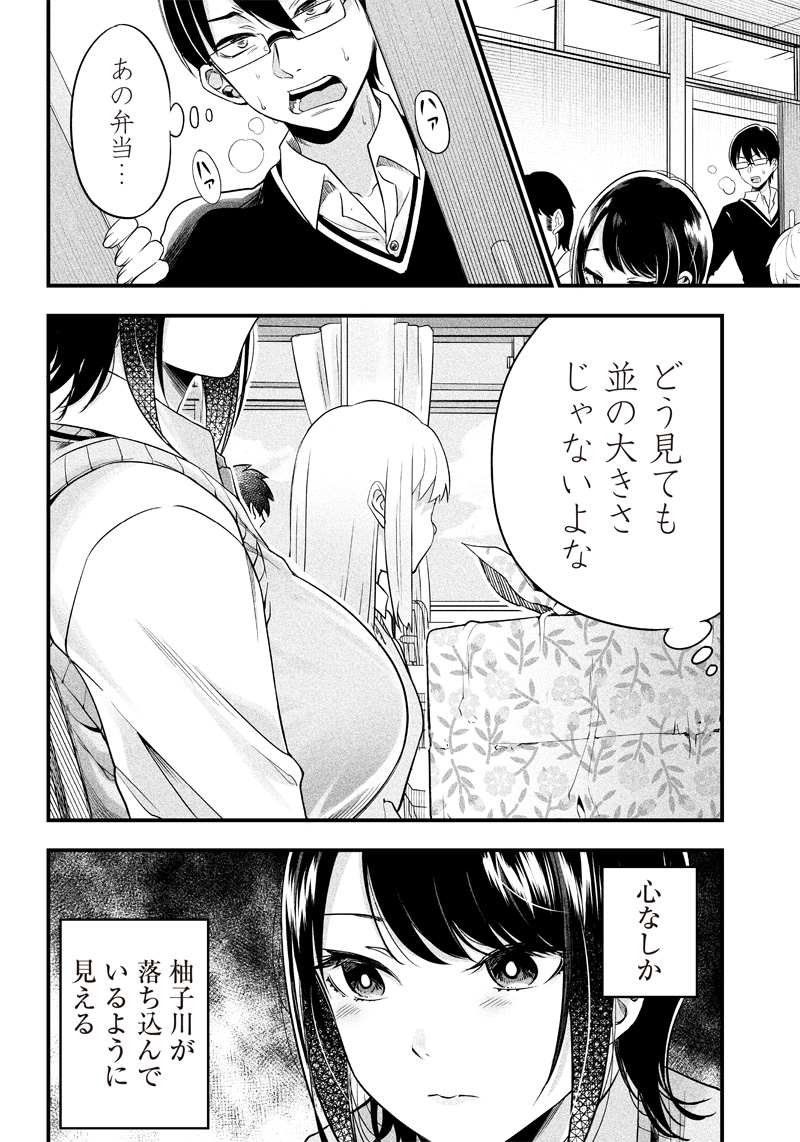 ハァ
ハァ
あの弁当…
どう見ても
並の大きさ
じゃないよな
心なしか
柚子川が
落ち込んで
いるように
見える